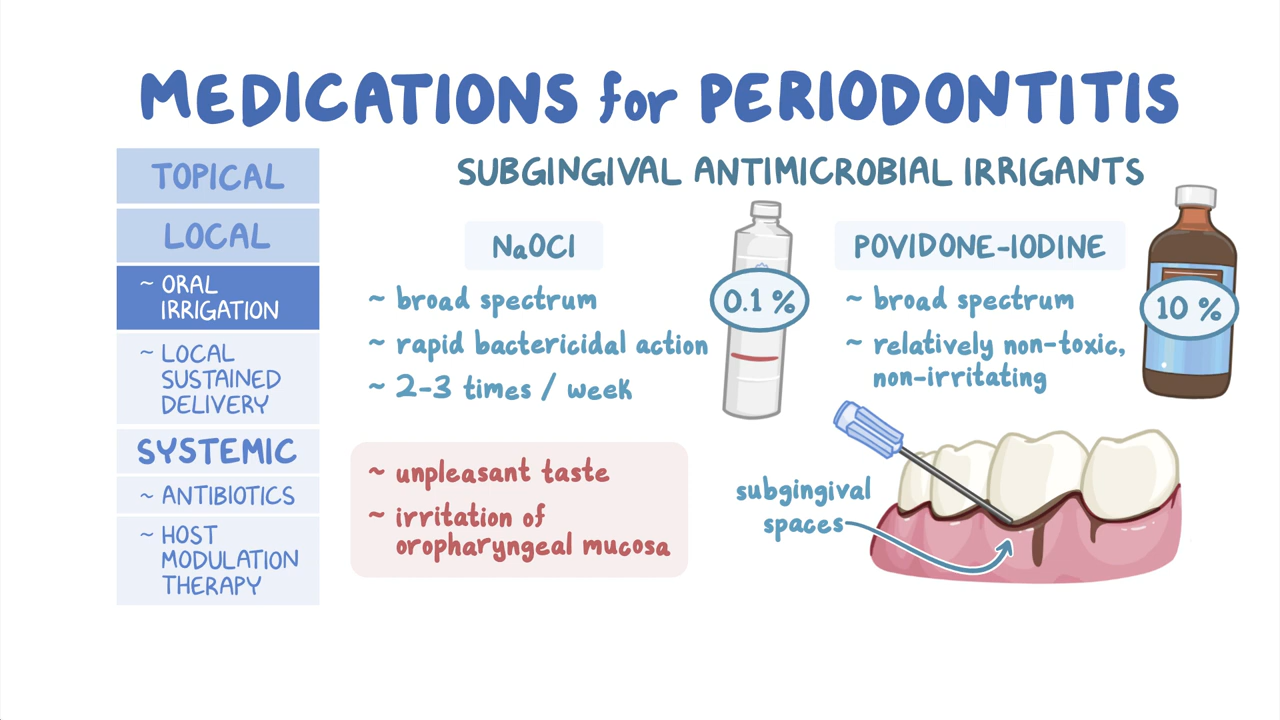 MEDICATIONS for PERIODONTITIS
TOPICAL
LOCAL
~ ORAL
IRRIGATION
~ LOCAL
SUSTAINED
DELIVERY
SYSTEMIC
~ ANTIBIOTICS
~ HOST
MODULATION
THERAPY
SUBGINGIVAL ANTIMICROBIAL IRRIGANTS
NaOCl
~ broad spectrum
~ rapid bactericidal action
~ 2-3 times / week
0.1 %
~ unpleasant taste
~ irritation of
oropharyngeal mucosa
POVIDONE-IODINE
~ broad spectrum
~ relatively non-toxic,
non-irritating
10 %
subgingival
spaces